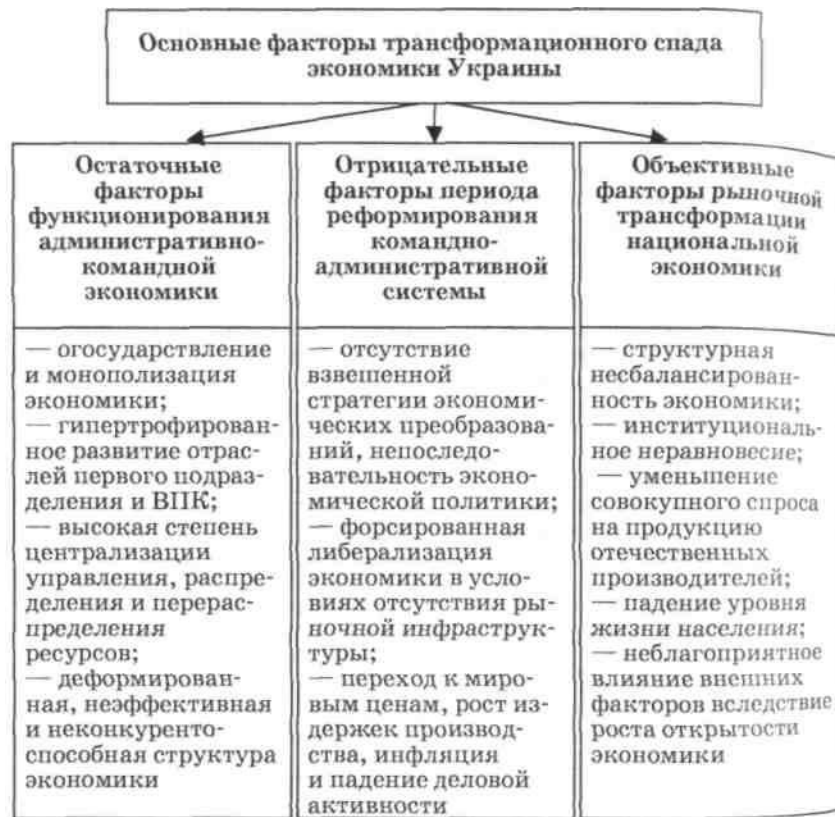 Основные факторы трансформационного спада
экономики Украины
Остаточные
факторы
функционирования
административно-
командной
экономики
Отрицательные
факторы периода
реформирования
командно-
административной
системы
Объективные
факторы рыночной
трансформации
национальной
экономики
— огосударствление
и монополизация
экономики;
— гипертрофирован-
ное развитие отрас-
лей первого подраз-
деления и ВПК;
— высокая степень
централизации
управления, распре-
деления и перерас-
пределения
ресурсов;
— деформирован-
ная, неэффективная
и неконкуренто-
способная структура
экономики
— отсутствие
взвешенной
стратегии экономи-
ческих преобразова-
ний, непоследо-
вательность эконо-
мической политики;
— форсированная
либерализация
экономики в усло-
виях отсутствия ры-
ночной инфраструк-
туры;
— переход к миро-
вым ценам, рост из-
держек производ-
ства, инфляция
и падение деловой
активности
— структурная
несбалансирован-
ность экономики;
— институциональ-
ное неравновесие;
— уменьшение
совокупного спроса
на продукцию
отечественных
производителей;
— падение уровня
жизни населения;
— неблагоприятное
влияние внешних
факторов вследствие
роста открытости
экономики